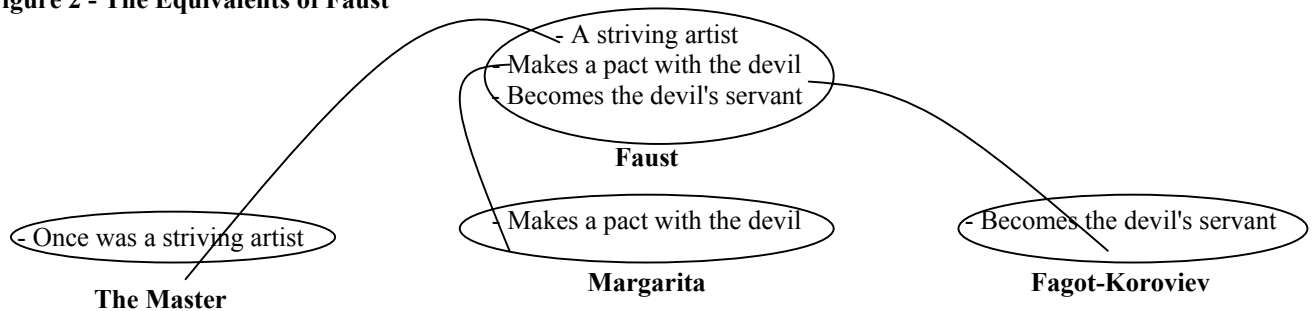 Figure 2 - The Equivalents of Faust
- A striving artist
- Makes a pact with the devil
- Becomes the devil's servant
Faust
- Once was a striving artist
The Master
- Makes a pact with the devil
Margarita
- Becomes the devil's servant
Fagot-Koroviev